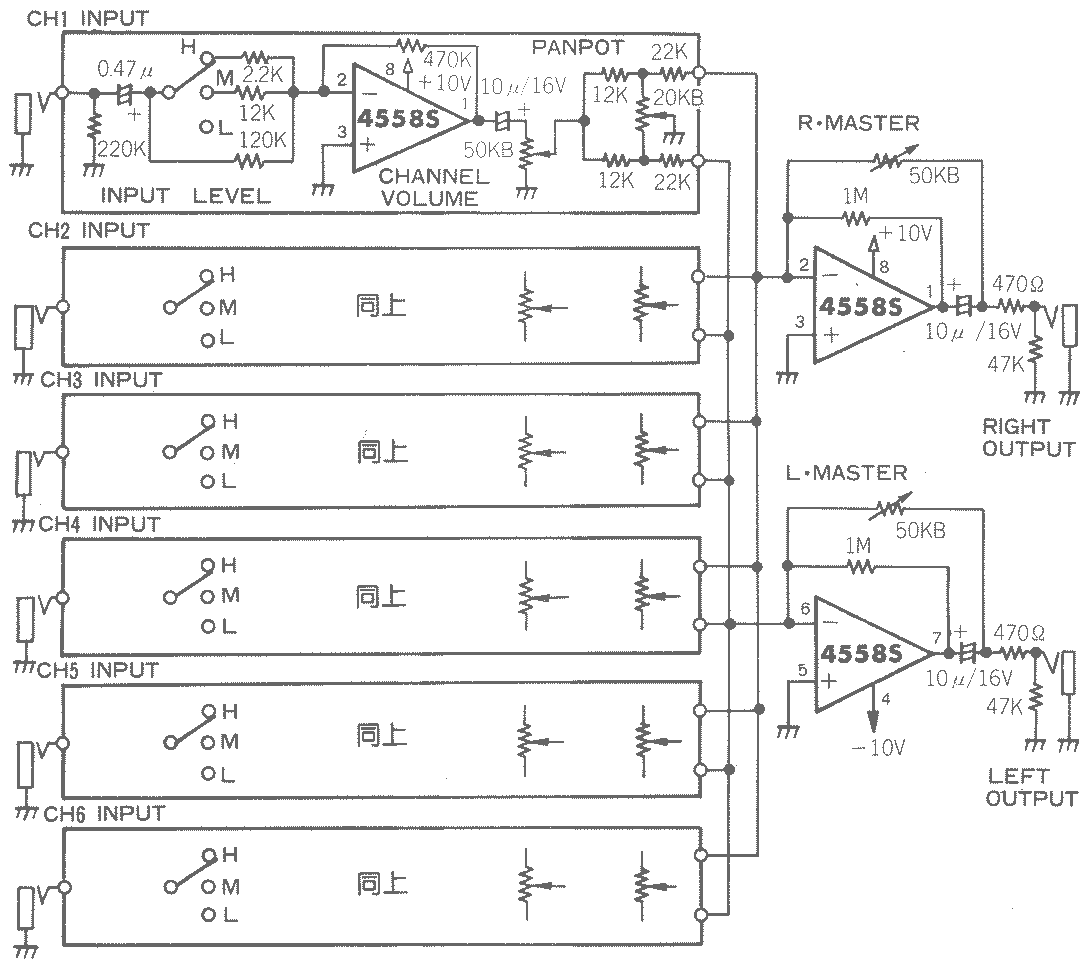 CH1 INPUT
H
M
L
0.47μ
+
220K
2.2K
12K
120K
INPUT LEVEL
470K
8
+10V
2
−
4558S
1
3
+
10μ/16V
+
50KB
CHANNEL
VOLUME
PANPOT
12K
22K
20KB
12K
22K
CH2 INPUT
H
M
L
同上
CH3 INPUT
H
M
L
同上
CH4 INPUT
H
M
L
同上
CH5 INPUT
H
M
L
同上
CH6 INPUT
H
M
L
同上
R・MASTER
50KB
1M
+10V
8
2
−
4558S
1
3
+
+
10μ/16V
470Ω
47K
RIGHT
OUTPUT
L・MASTER
50KB
1M
6
−
4558S
7
5
+
4
−10V
+
10μ/16V
470Ω
47K
LEFT
OUTPUT